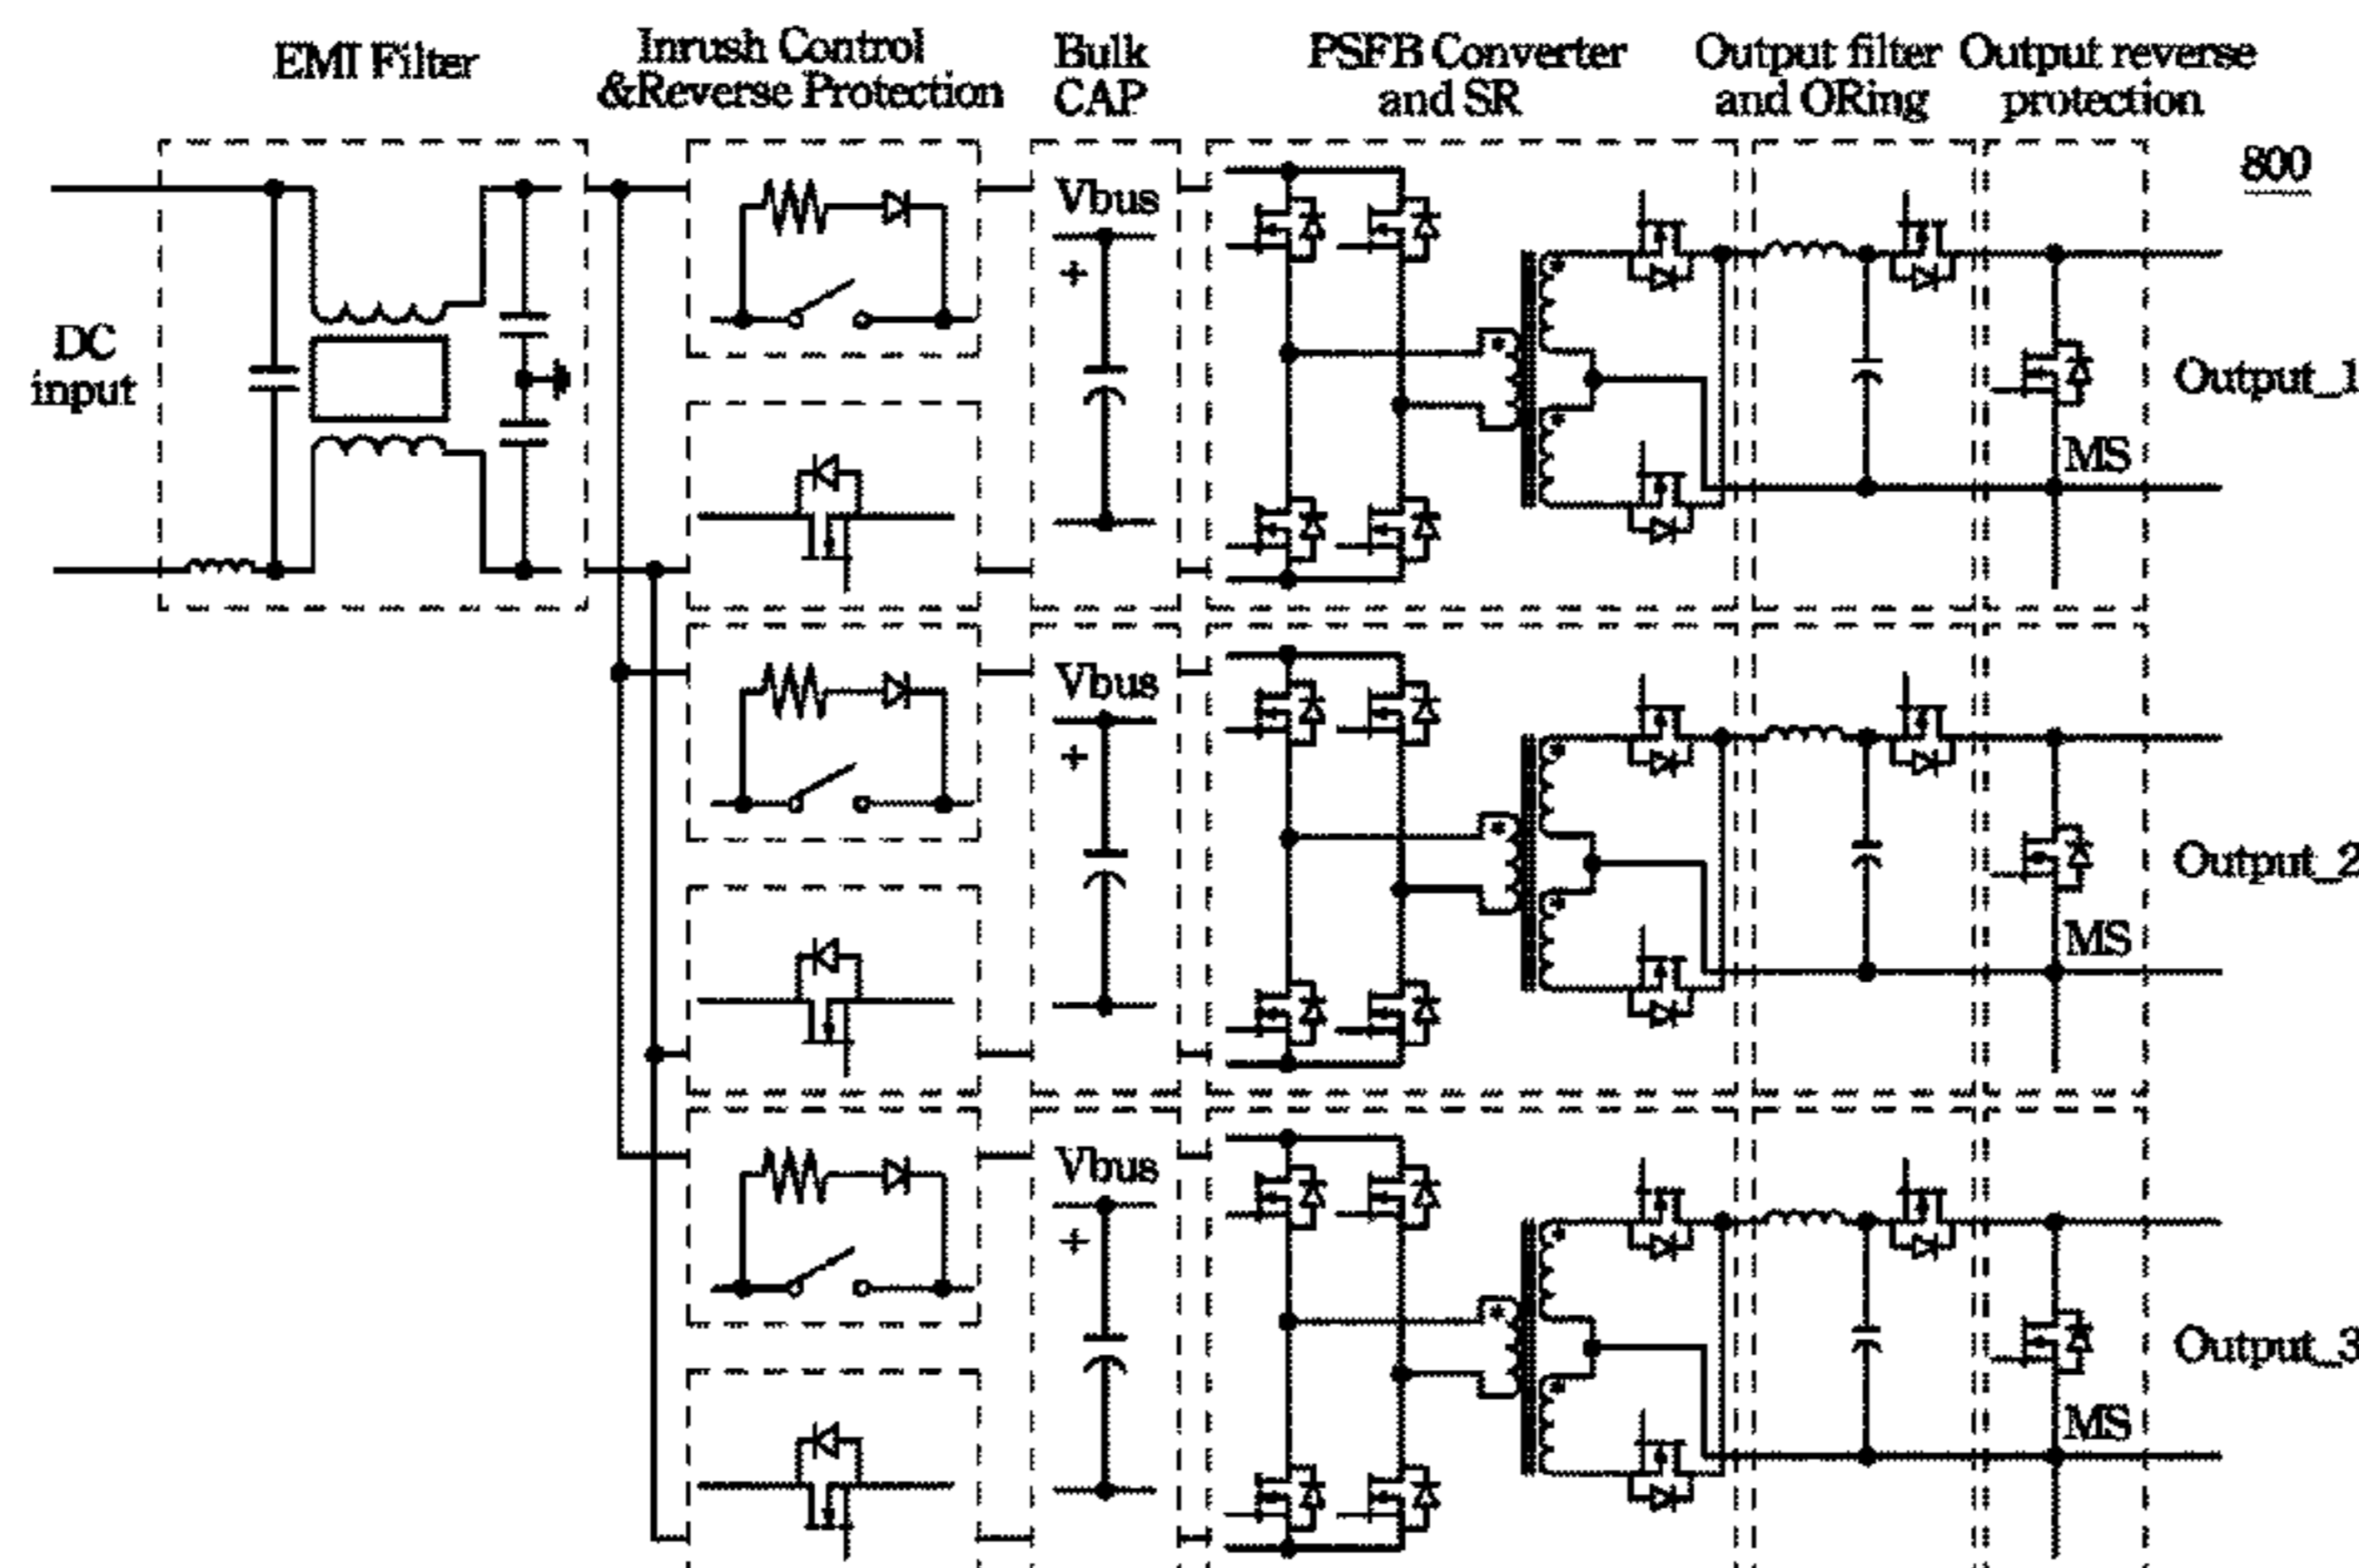 EMI Filter
Inrush Control
&Reverse Protection
Bulk
CAP
PSFB Converter
and SR
Output filter
and ORing
Output reverse
protection
800
DC
input
Vbus
+
Output_1
MS
Vbus
+
Output_2
MS
Vbus
+
Output_3
MS